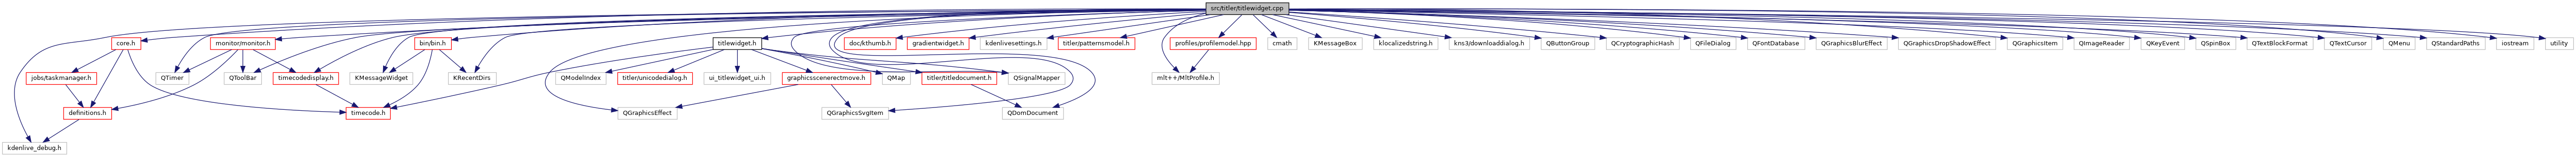 src/titler/titlewidget.cpp
core.h
monitor/monitor.h
bin/bin.h
titlewidget.h
doc/kthumb.h
gradientwidget.h
kdenlivesettings.h
titler/patternsmodel.h
profiles/profilemodel.hpp
cmath
KMessageBox
klocalizedstring.h
kns3/downloaddialog.h
QButtonGroup
QCryptographicHash
QFileDialog
QFontDatabase
QGraphicsBlurEffect
QGraphicsDropShadowEffect
QGraphicsItem
QImageReader
QKeyEvent
QSpinBox
QTextBlockFormat
QTextCursor
QMenu
QStandardPaths
iostream
utility
jobs/taskmanager.h
QTimer
QToolBar
timecodedisplay.h
KMessageWidget
KRecentDirs
QModelIndex
titler/unicodedialog.h
ui_titlewidget_ui.h
graphicsscenerectmove.h
QMap
titler/titledocument.h
QSignalMapper
mlt++/MltProfile.h
definitions.h
timecode.h
QGraphicsEffect
QGraphicsSvgItem
QDomDocument
kdenlive_debug.h